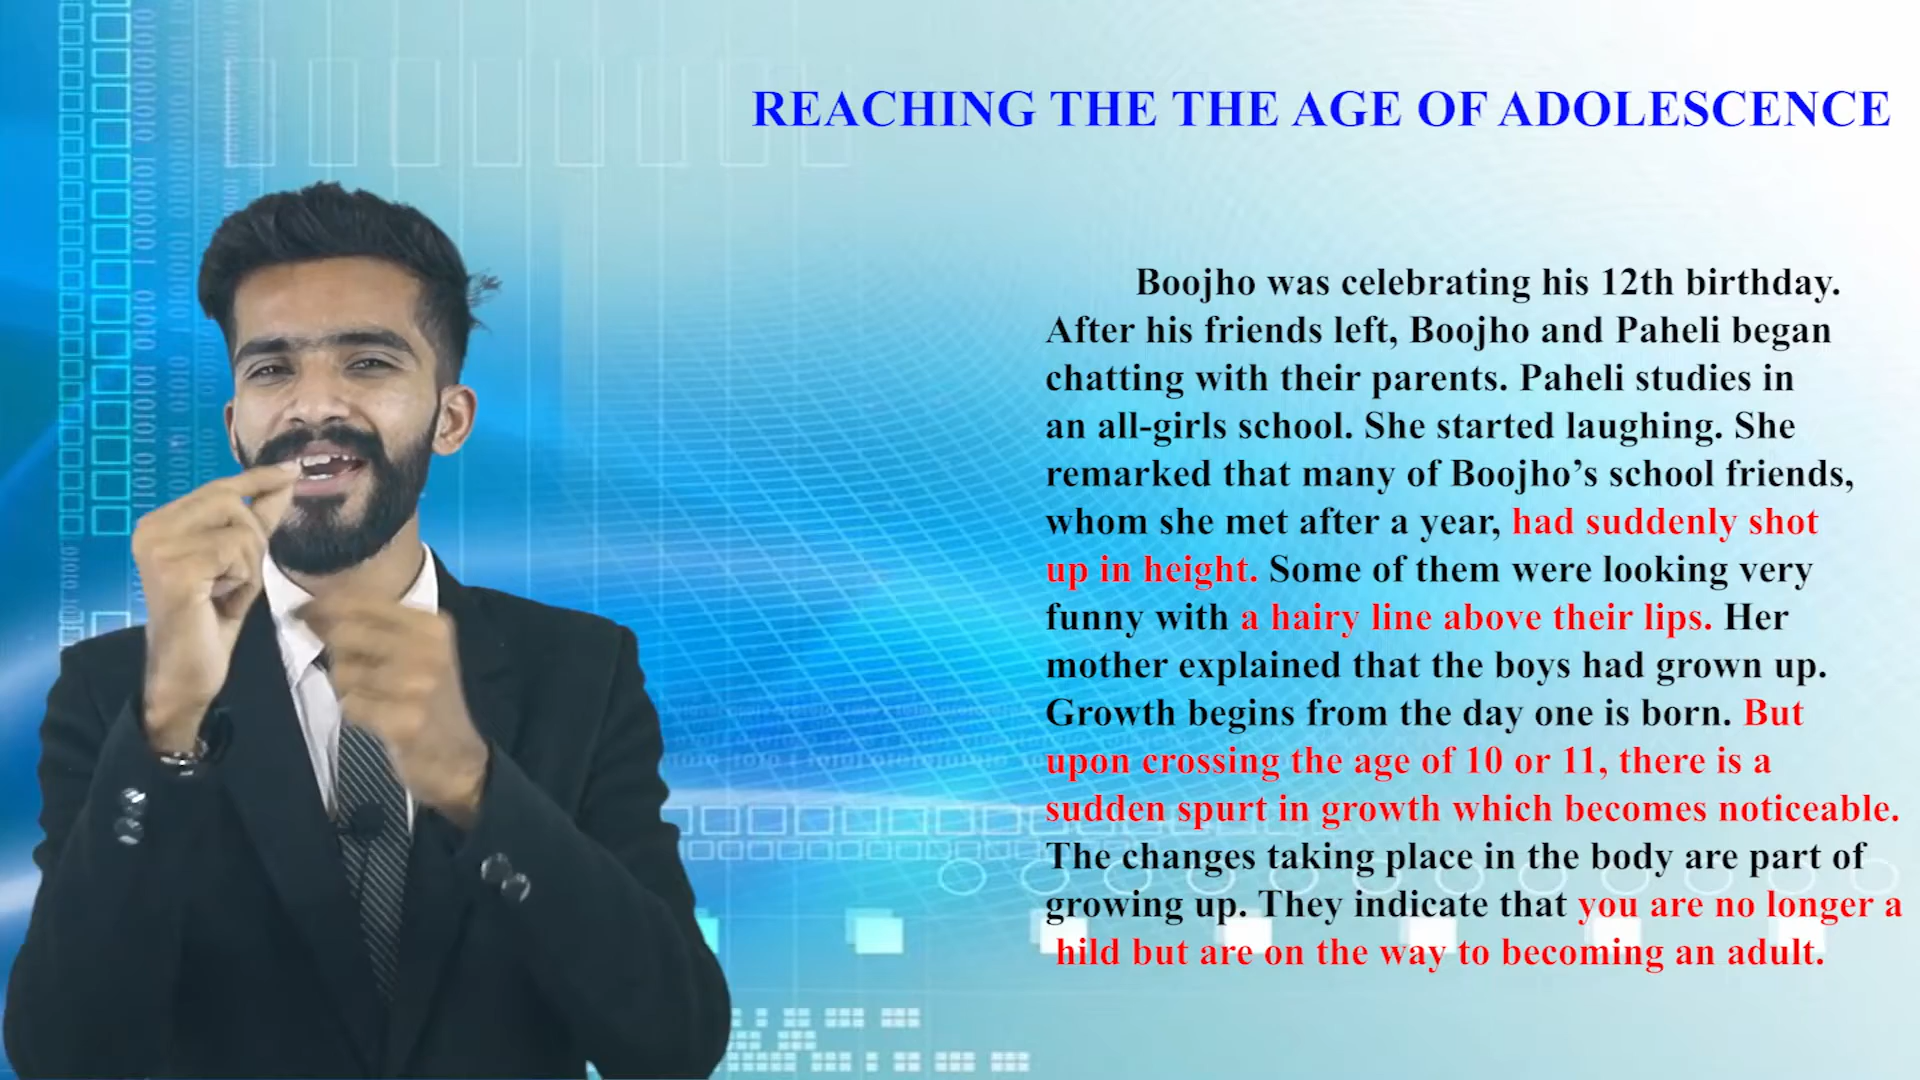 REACHING THE THE AGE OF ADOLESCENCE
Boojho was celebrating his 12th birthday.
After his friends left, Boojho and Paheli began
chatting with their parents. Paheli studies in
an all-girls school. She started laughing. She
remarked that many of Boojho’s school friends,
whom she met after a year, had suddenly shot
up in height. Some of them were looking very
funny with a hairy line above their lips. Her
mother explained that the boys had grown up.
Growth begins from the day one is born. But
upon crossing the age of 10 or 11, there is a
sudden spurt in growth which becomes noticeable.
The changes taking place in the body are part of
growing up. They indicate that you are no longer a
hild but are on the way to becoming an adult.